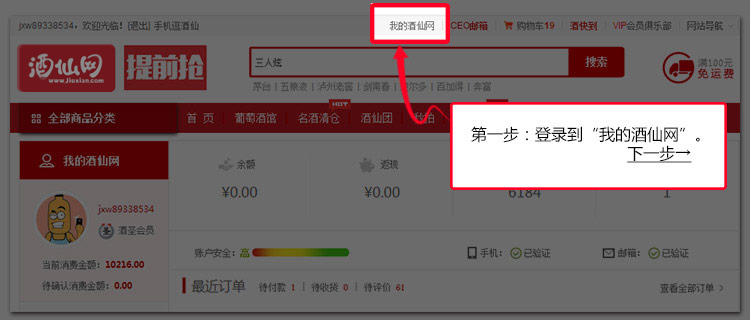 jxw89338534，欢迎光临! [退出] 手机逛酒仙
我的酒仙网
CEO邮箱
购物车19
酒快到
VIP会员俱乐部
网站导航
酒仙网
www.Jiuxian.com
提前抢
三人炫
搜索
满100元
免运费
茅台 | 五粮液 | 泸州老窖 | 剑南春 | 波尔多 | 百加得 | 奔富
HOT
全部商品分类
首 页
葡萄酒馆
名酒清仓
酒仙团
第一步：登录到“我的酒仙网”。
下一步→
我的酒仙网
余额
返现
¥0.00
¥0.00
6184
1
jxw89338534
酒圣会员
账户安全：高
手机：已验证
邮箱：已验证
当前消费金额：10216.00
待确认消费金额：0.00
最近订单
待付款 1 | 待收货 0 | 待评价 61
查看全部订单